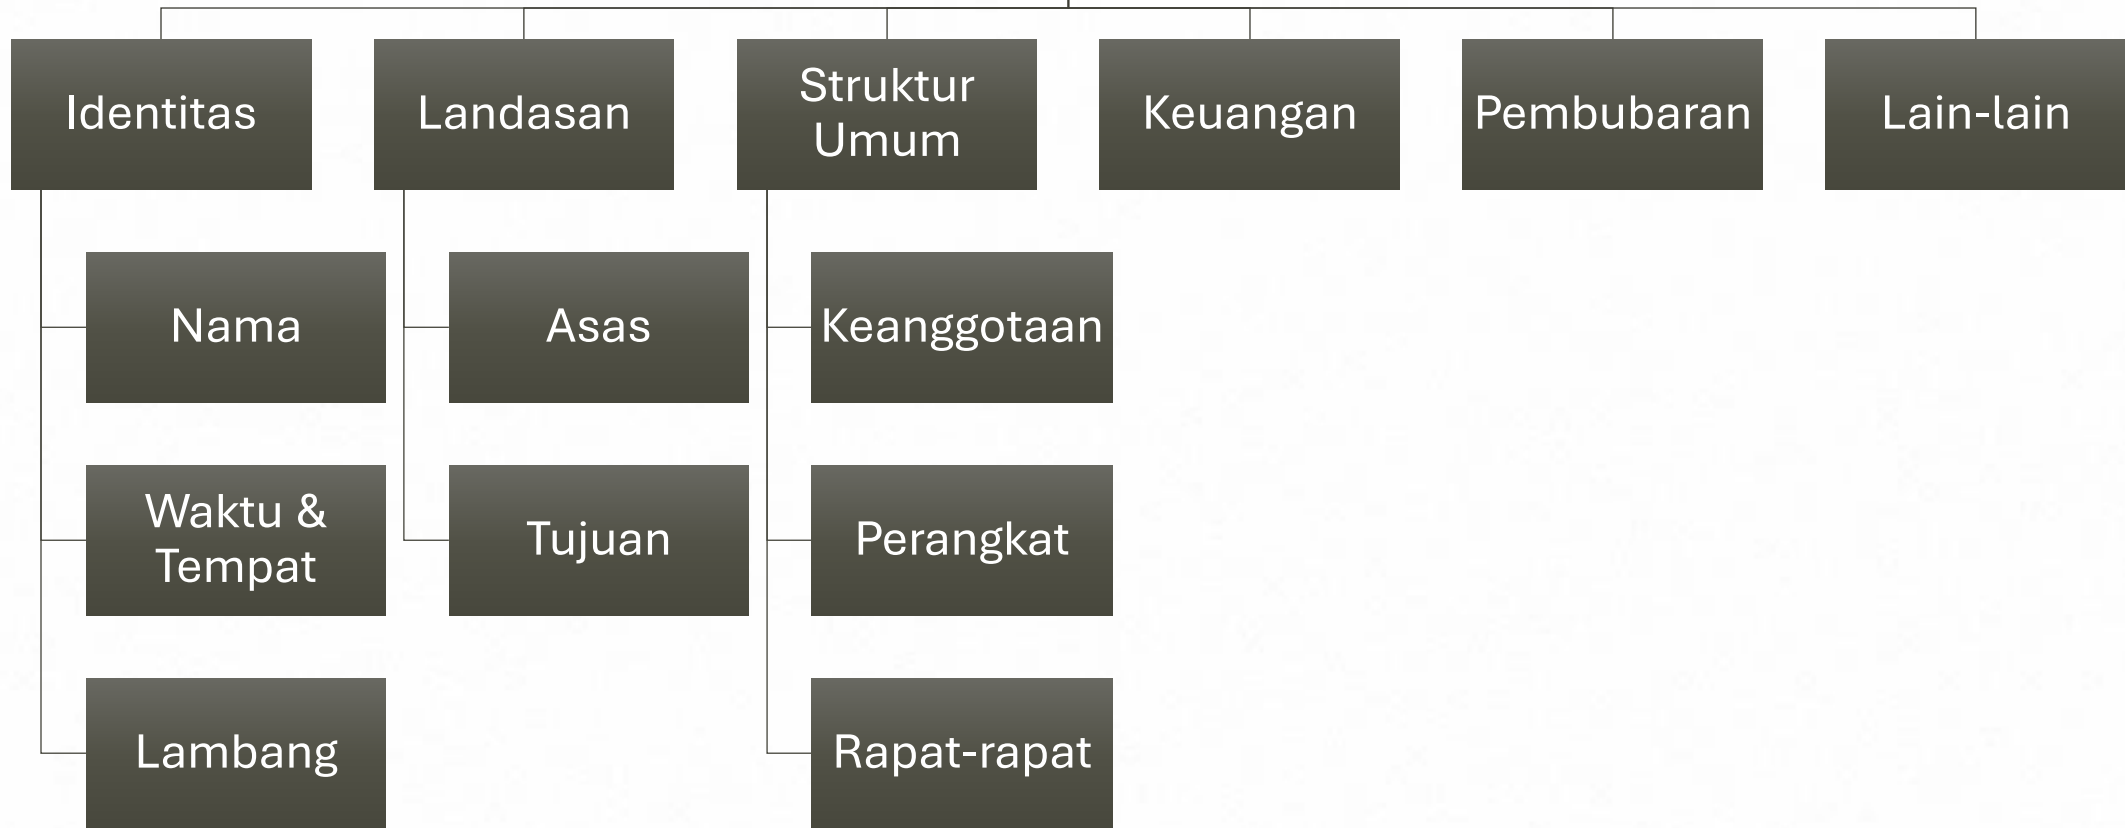 Identitas
Landasan
Struktur
Umum
Keuangan
Pembubaran
Lain-lain
Nama
Asas
Keanggotaan
Waktu &
Tempat
Tujuan
Perangkat
Lambang
Rapat-rapat